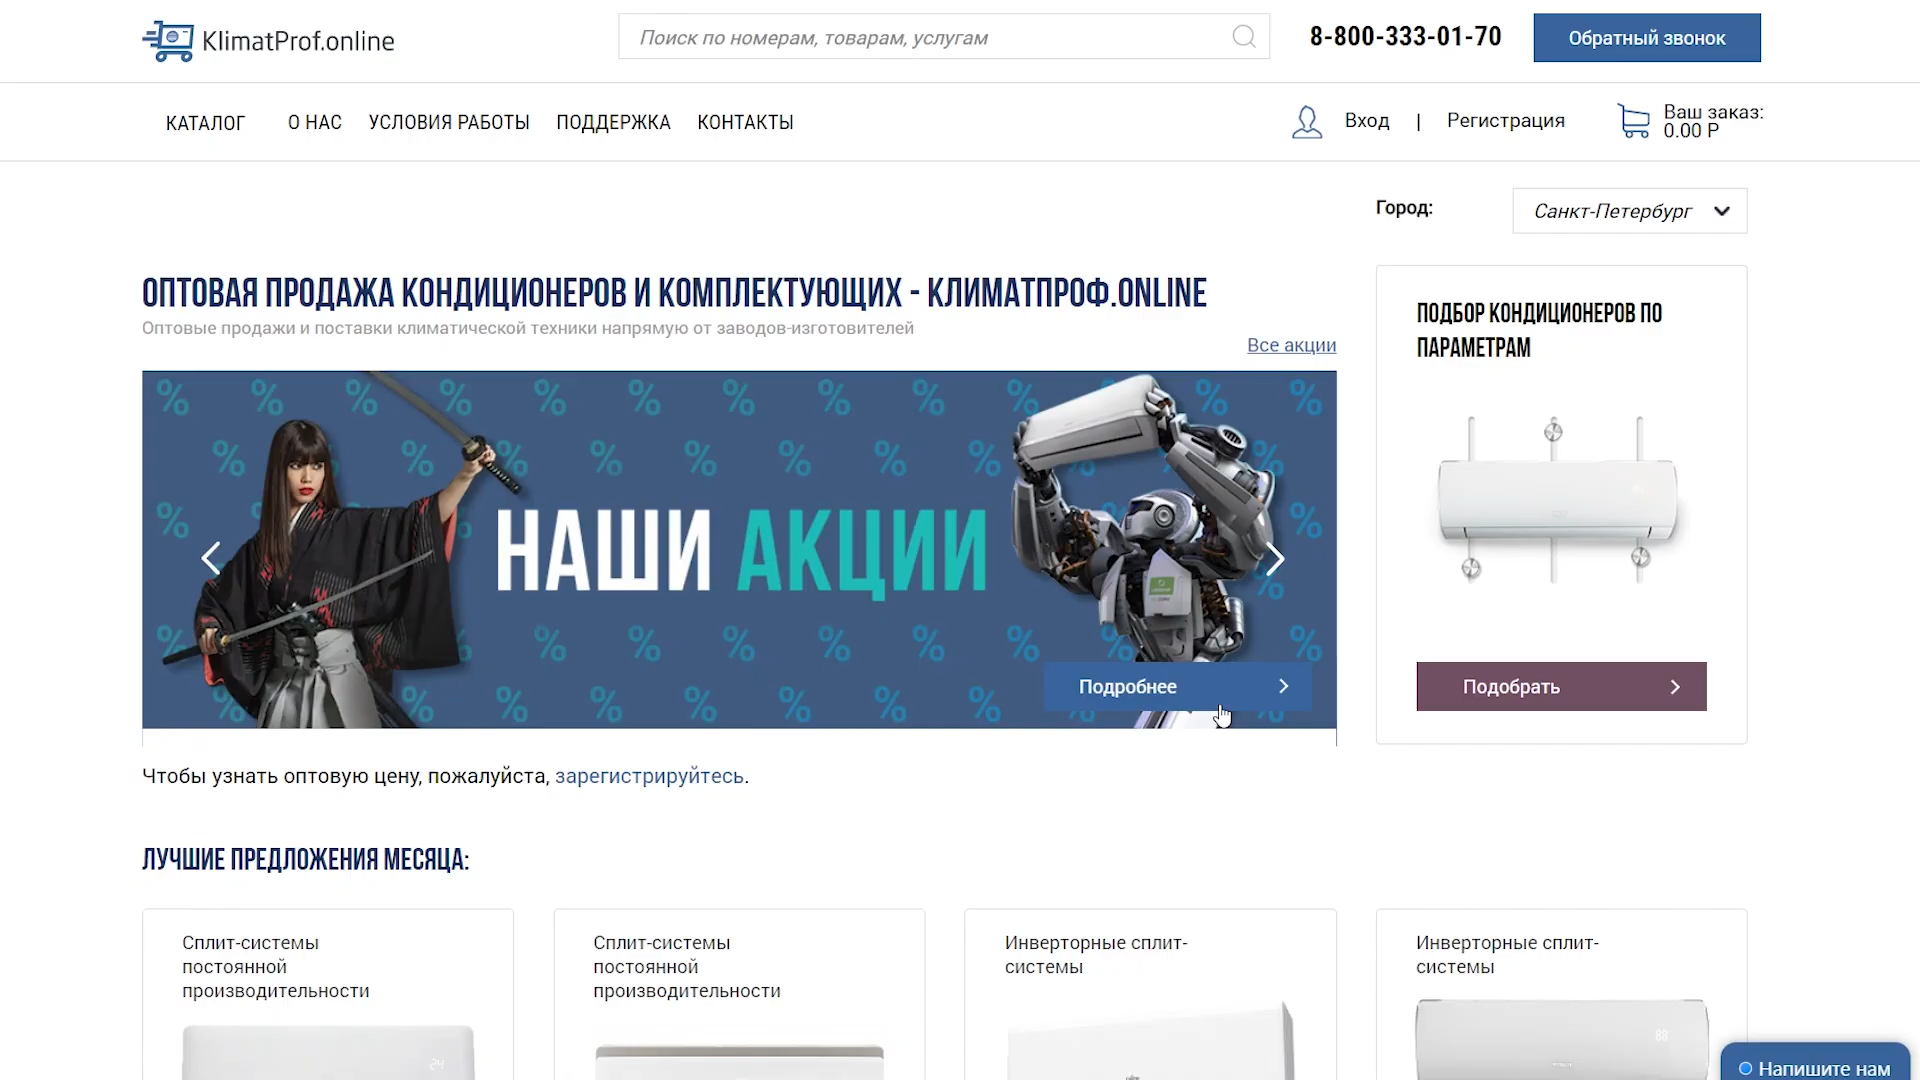 KlimatProf.online
Поиск по номерам, товарам, услугам
8-800-333-01-70
Обратный звонок
КАТАЛОГ
О НАС
УСЛОВИЯ РАБОТЫ
ПОДДЕРЖКА
КОНТАКТЫ
Вход | Регистрация
Ваш заказ:
0.00 Р
Город:
Санкт-Петербург
ОПТОВАЯ ПРОДАЖА КОНДИЦИОНЕРОВ И КОМПЛЕКТУЮЩИХ - КЛИМАТПРОФ.ONLINE
Оптовые продажи и поставки климатической техники напрямую от заводов-изготовителей
Все акции
НАШИ АКЦИИ
Подробнее
ПОДБОР КОНДИЦИОНЕРОВ ПО
ПАРАМЕТРАМ
Подобрать
Чтобы узнать оптовую цену, пожалуйста, зарегистрируйтесь.
ЛУЧШИЕ ПРЕДЛОЖЕНИЯ МЕСЯЦА:
Сплит-системы
постоянной
производительности
Сплит-системы
постоянной
производительности
Инверторные сплит-
системы
Инверторные сплит-
системы
24
88
Напишите нам